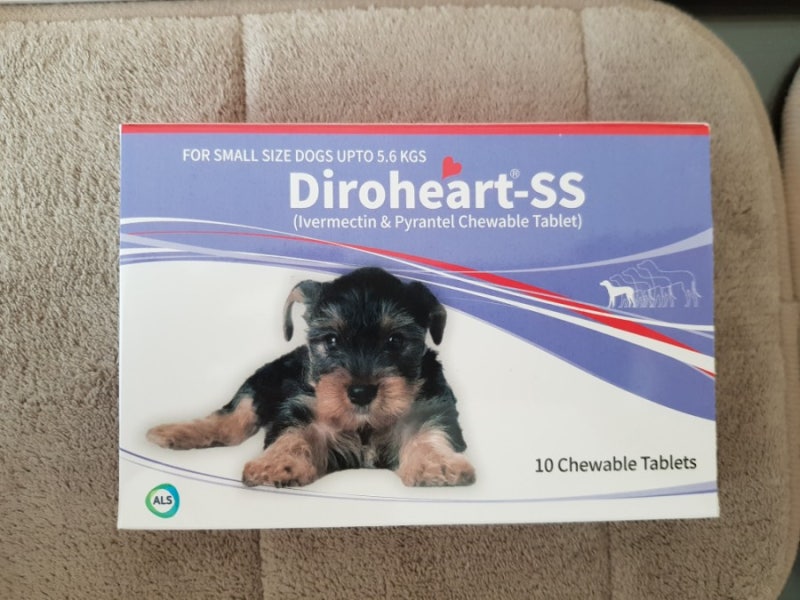 FOR SMALL SIZE DOGS UPTO 5.6 KGS
Diroheart®-SS
(Ivermectin & Pyrantel Chewable Tablet)
10 Chewable Tablets
ALS